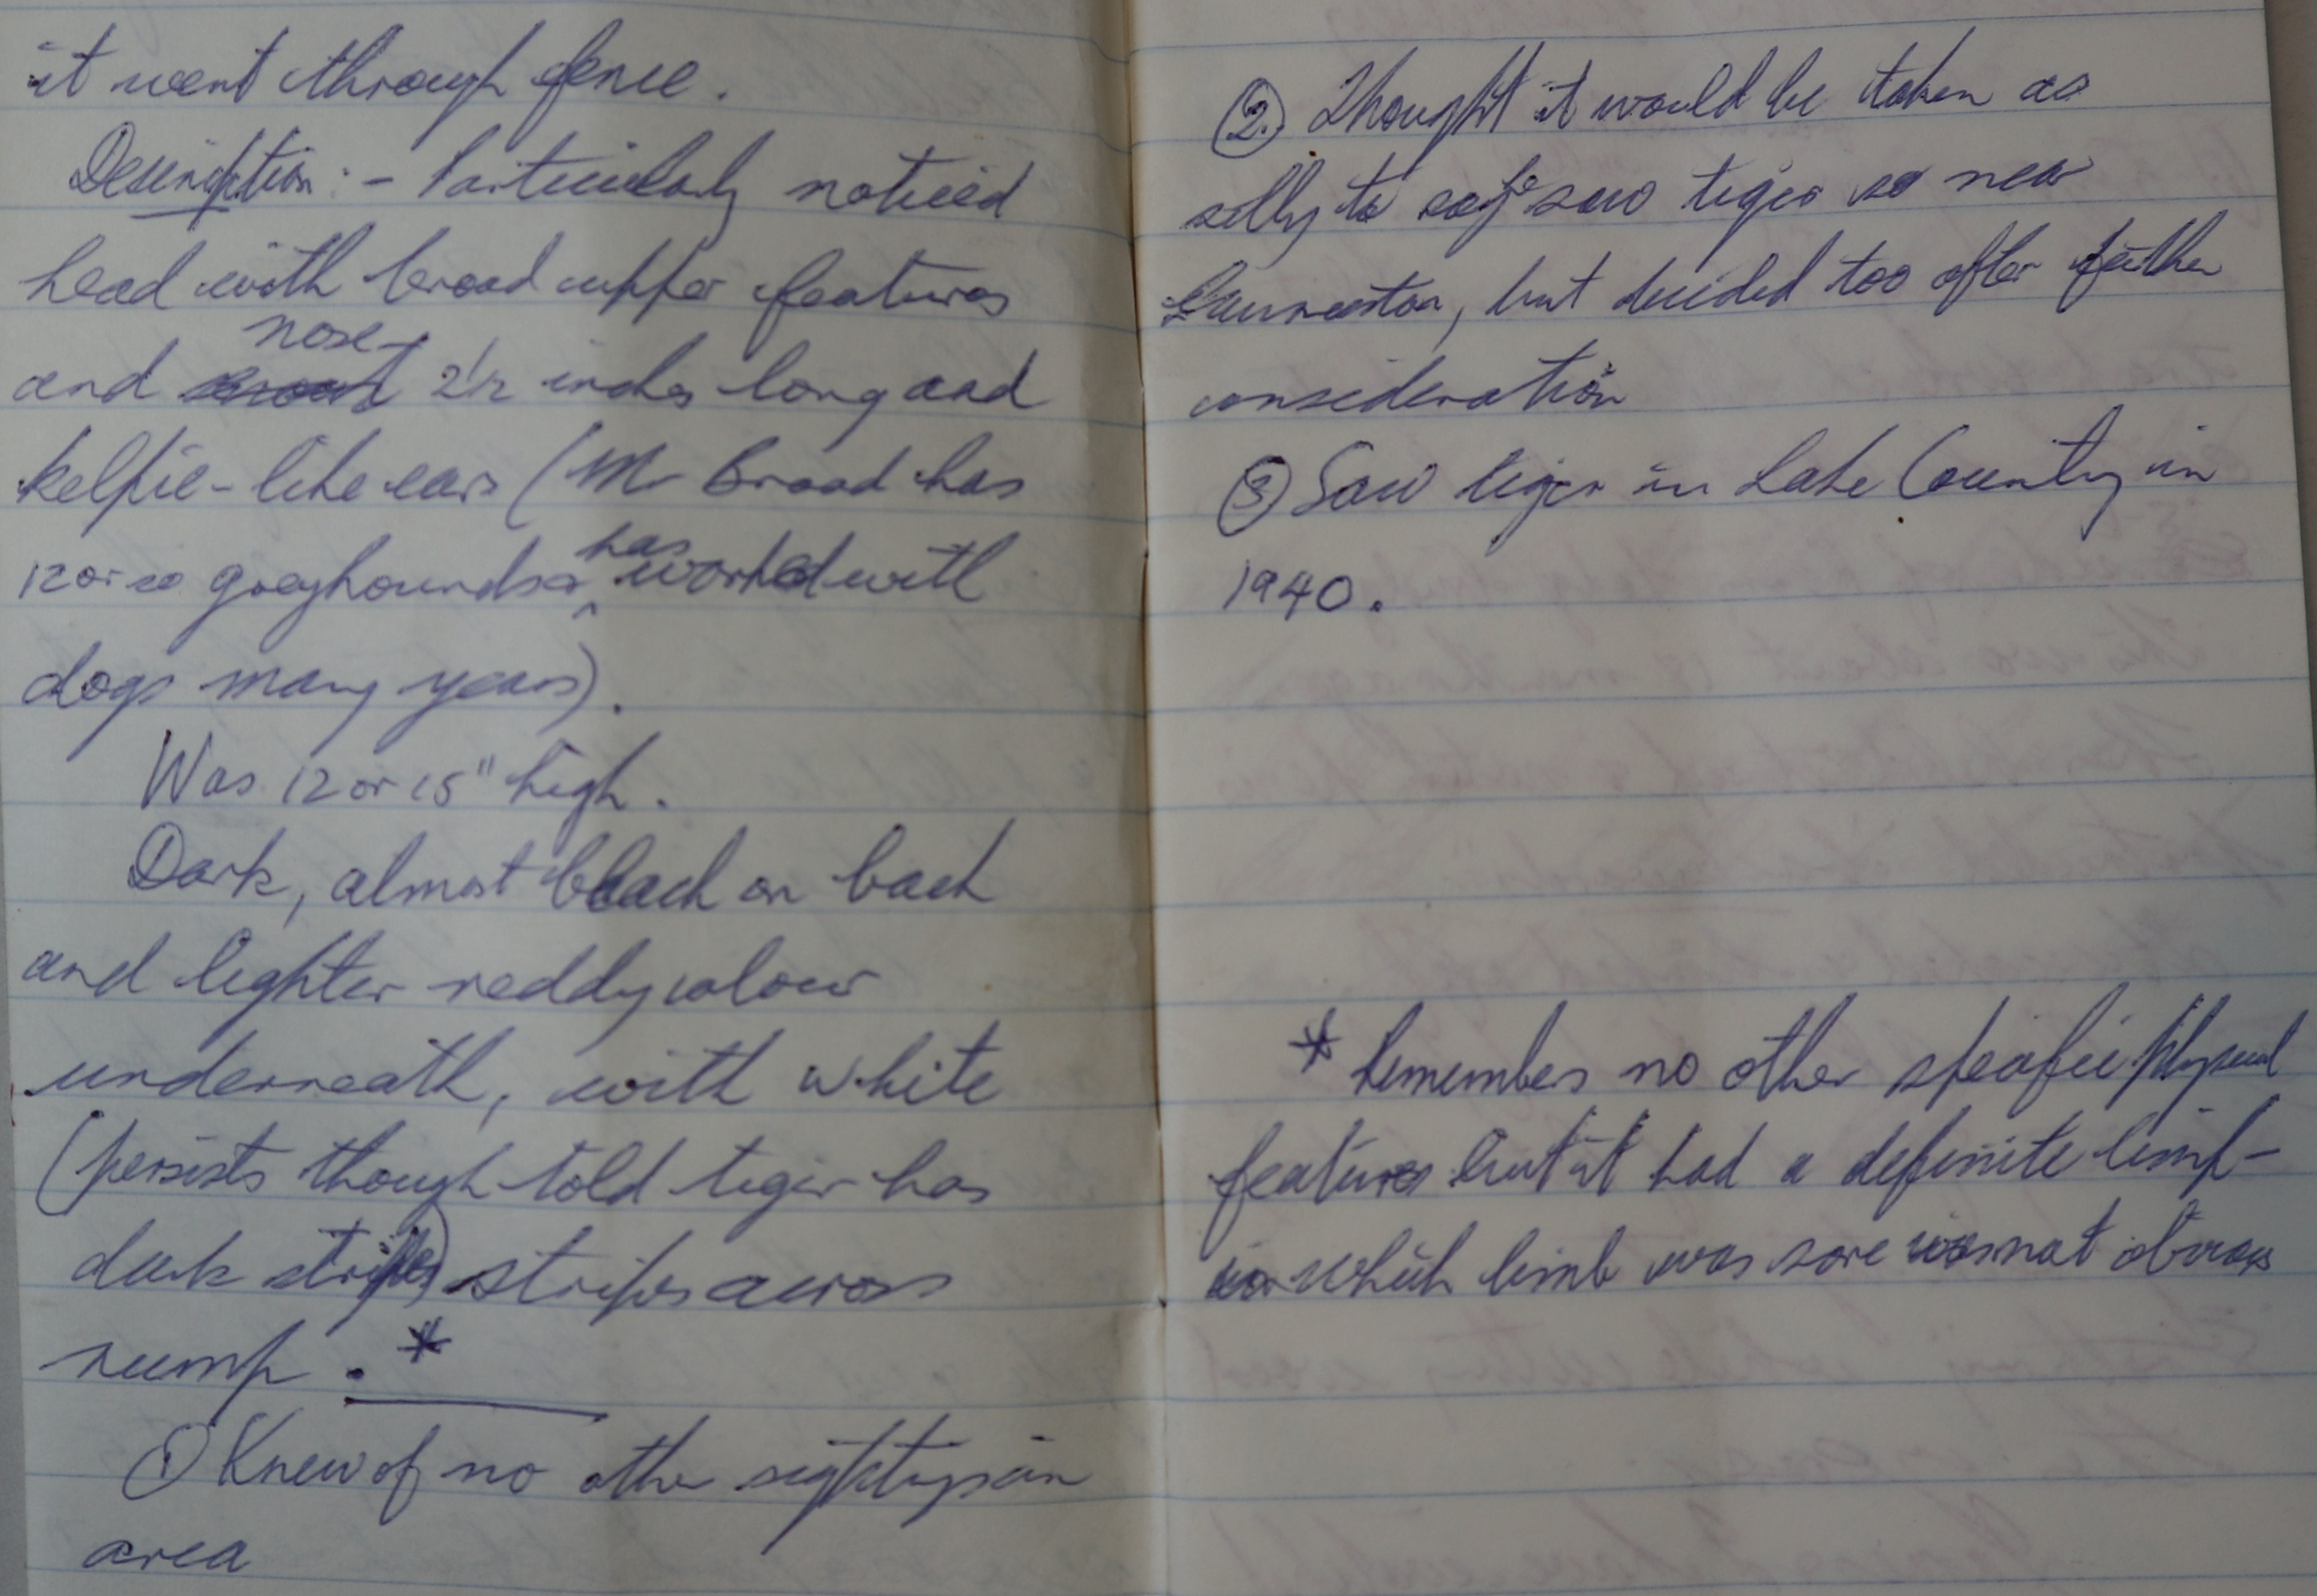 it went through fence.
Description:- Particularly noticed
head with broad upper features
and snout nose 2½ inches long and
kelpie-like ears (Mr Broad has
12 or so greyhounds & has worked with
dogs many years).
Was 12 or 15" high.
Dark, almost black on back
and lighter reddy colour
underneath, with white
(persists though told tiger has
dark stripes) stripes across
rump. *
① Knew of no other sightings in
area
②. Thought it would be taken as
silly to say he saw tiger so near
Launceston, but decided too after further
consideration
③ Saw tiger in Lake County in
1940.
* Remembers no other specific physical
features but it had a definite limp -
which limb was sore was not obvious